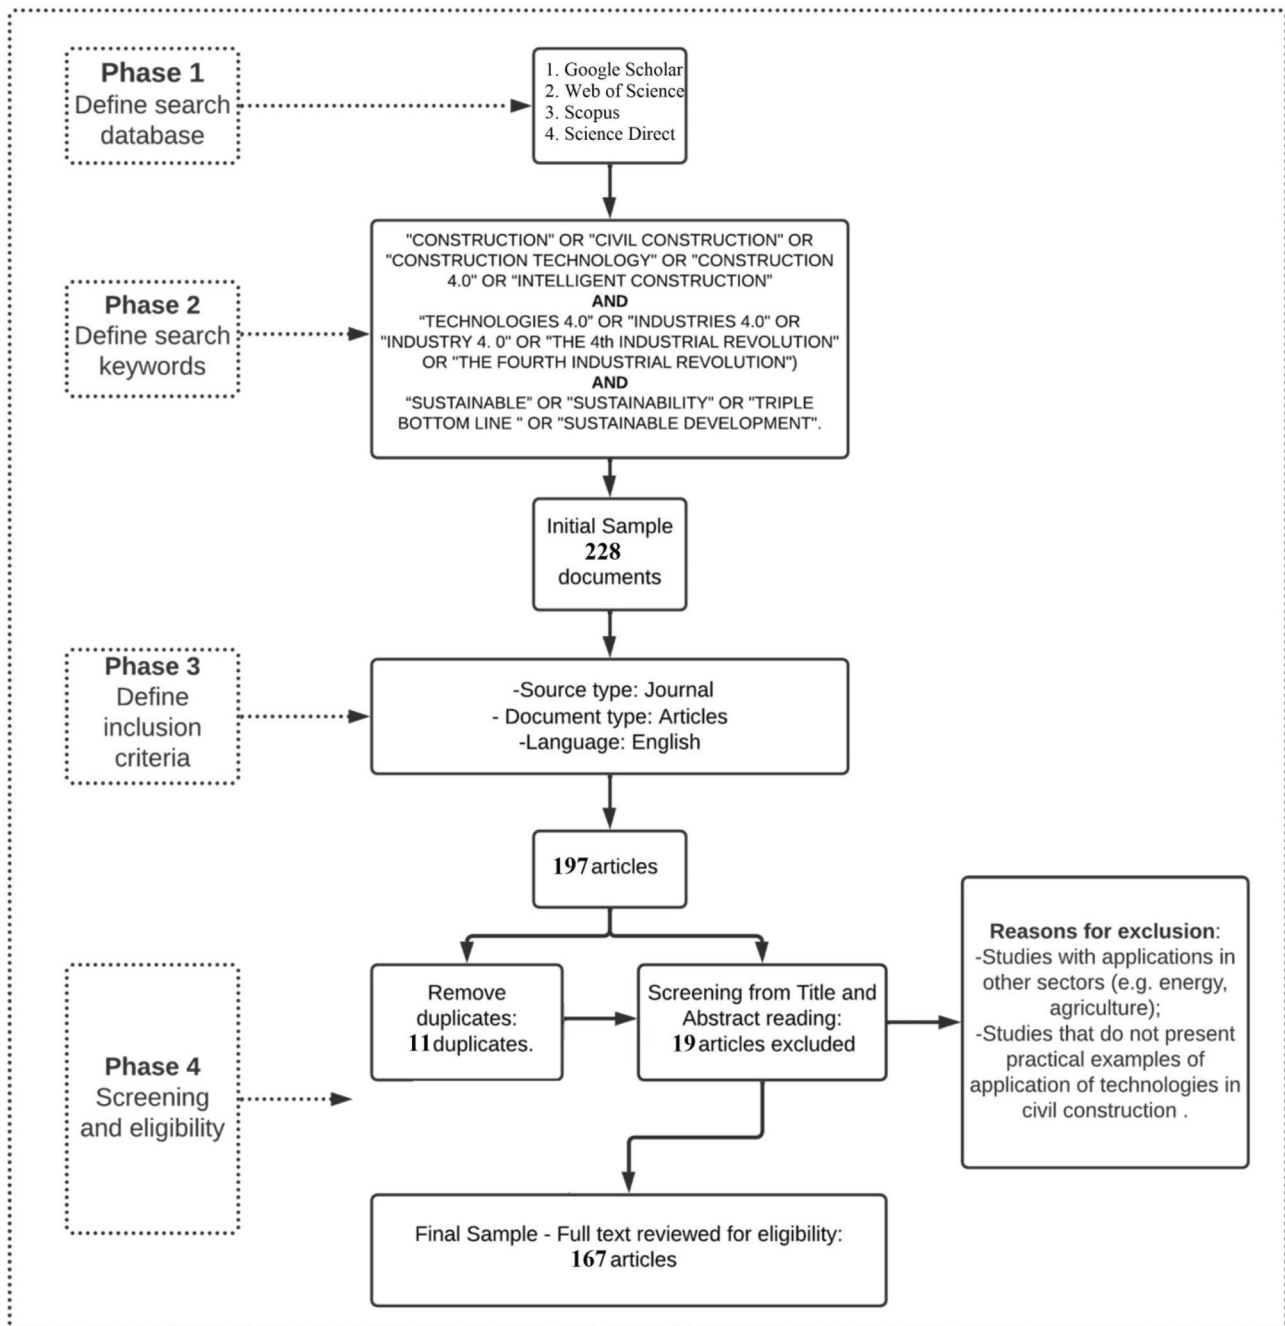 Phase 1
Define search
database
1. Google Scholar
2. Web of Science
3. Scopus
4. Science Direct
Phase 2
Define search
keywords
"CONSTRUCTION" OR "CIVIL CONSTRUCTION" OR
"CONSTRUCTION TECHNOLOGY" OR "CONSTRUCTION
4.0" OR "INTELLIGENT CONSTRUCTION"
AND
"TECHNOLOGIES 4.0" OR "INDUSTRIES 4.0" OR
"INDUSTRY 4. 0" OR "THE 4th INDUSTRIAL REVOLUTION"
OR "THE FOURTH INDUSTRIAL REVOLUTION")
AND
"SUSTAINABLE" OR "SUSTAINABILITY" OR "TRIPLE
BOTTOM LINE " OR "SUSTAINABLE DEVELOPMENT".
Initial Sample
228
documents
Phase 3
Define
inclusion
criteria
-Source type: Journal
- Document type: Articles
-Language: English
197 articles
Phase 4
Screening
and eligibility
Remove
duplicates:
11 duplicates.
Screening from Title and
Abstract reading:
19 articles excluded
Reasons for exclusion:
-Studies with applications in
other sectors (e.g. energy,
agriculture);
-Studies that do not present
practical examples of
application of technologies in
civil construction .
Final Sample - Full text reviewed for eligibility:
167 articles